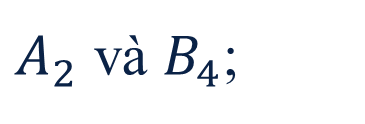 A₂ và B₄;